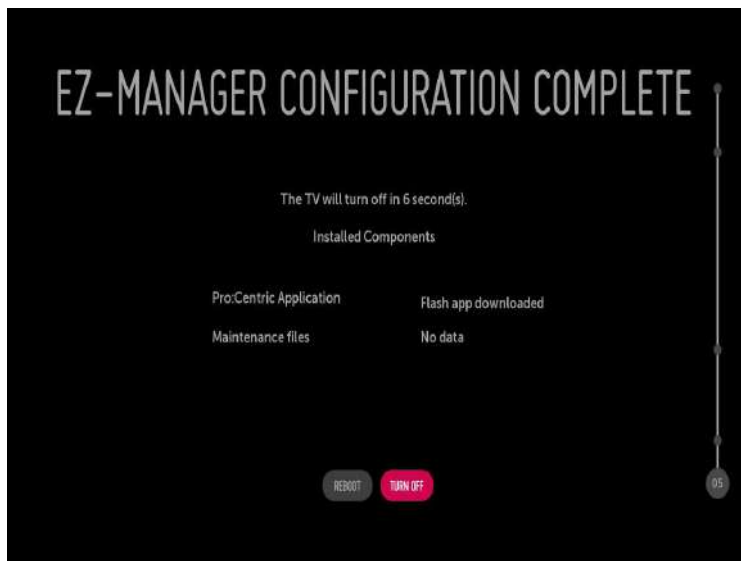 EZ-MANAGER CONFIGURATION COMPLETE
The TV will turn off in 6 second(s).
Installed Components
Pro:Centric Application Flash app downloaded
Maintenance files No data
REBOOT TURN OFF
05